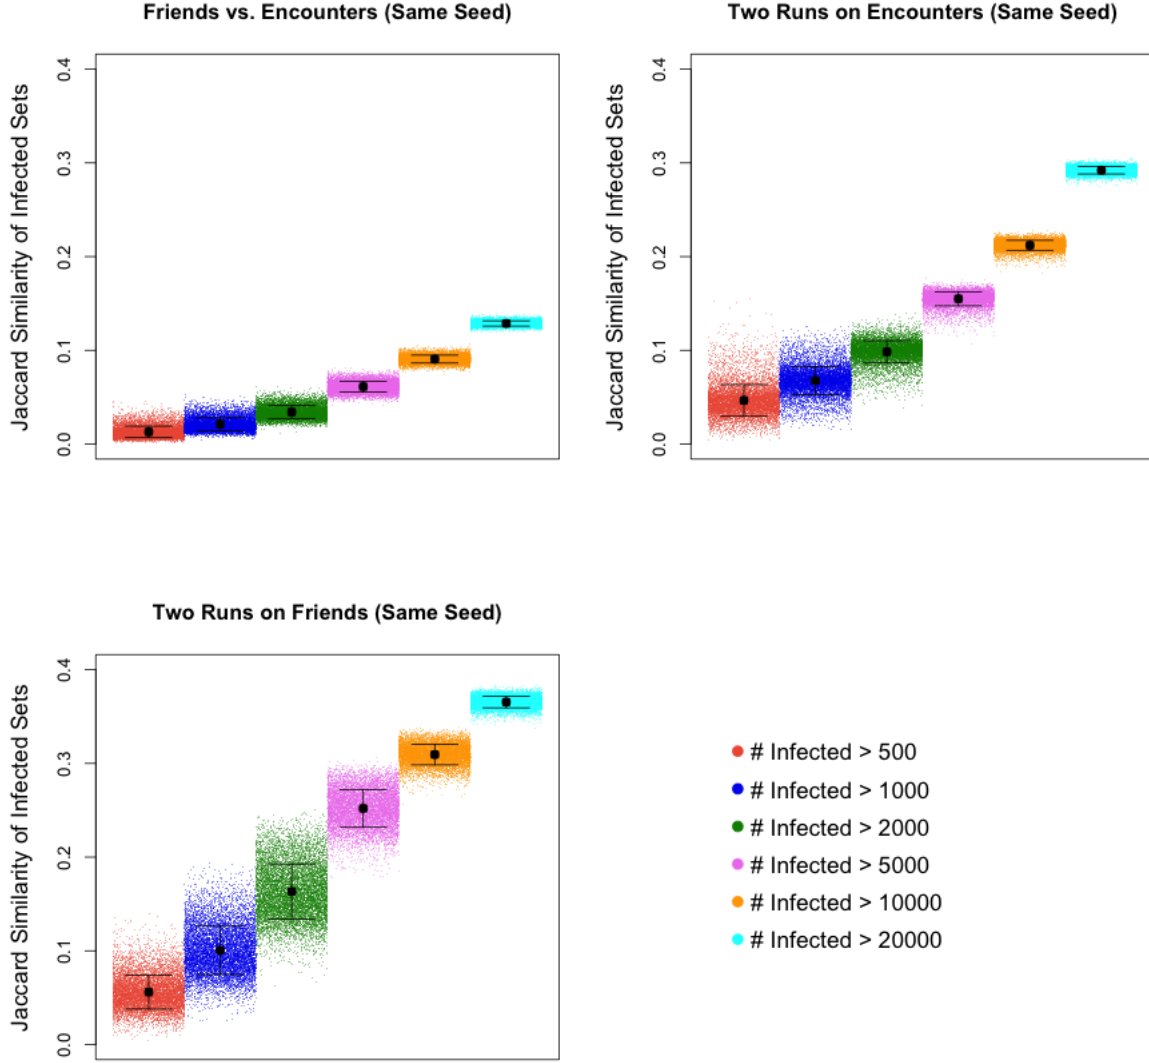 Friends vs. Encounters (Same Seed)
Jaccard Similarity of Infected Sets
0.4
0.3
0.2
0.1
0.0
Two Runs on Encounters (Same Seed)
Jaccard Similarity of Infected Sets
0.4
0.3
0.2
0.1
0.0
Two Runs on Friends (Same Seed)
Jaccard Similarity of Infected Sets
0.4
0.3
0.2
0.1
0.0
# Infected > 500
# Infected > 1000
# Infected > 2000
# Infected > 5000
# Infected > 10000
# Infected > 20000